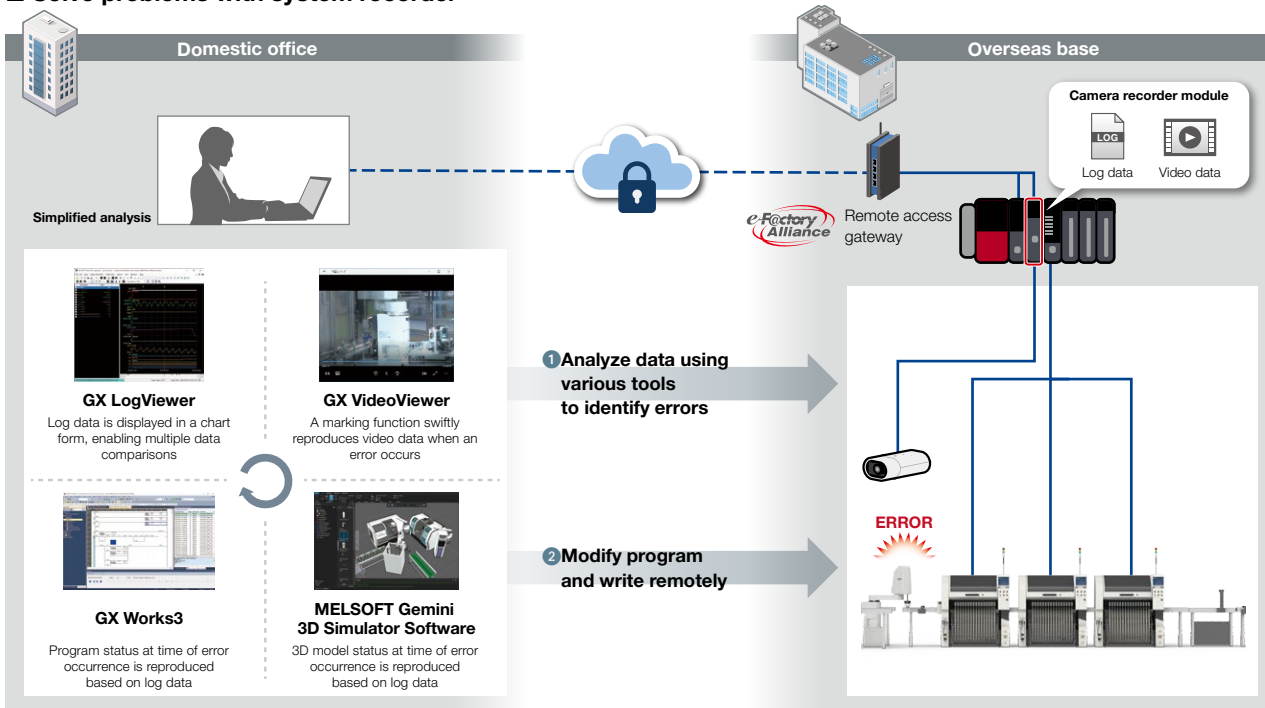 Solve problems with system recorder
Domestic office
Overseas base
Camera recorder module
LOG
Log data
Video data
Simplified analysis
e-F@ctory
Alliance
Remote access
gateway
GX LogViewer
Log data is displayed in a chart
form, enabling multiple data
comparisons
GX VideoViewer
A marking function swiftly
reproduces video data when an
error occurs
1 Analyze data using
various tools
to identify errors
GX Works3
Program status at time of error
occurrence is reproduced
based on log data
MELSOFT Gemini
3D Simulator Software
3D model status at time of error
occurrence is reproduced
based on log data
2 Modify program
and write remotely
ERROR